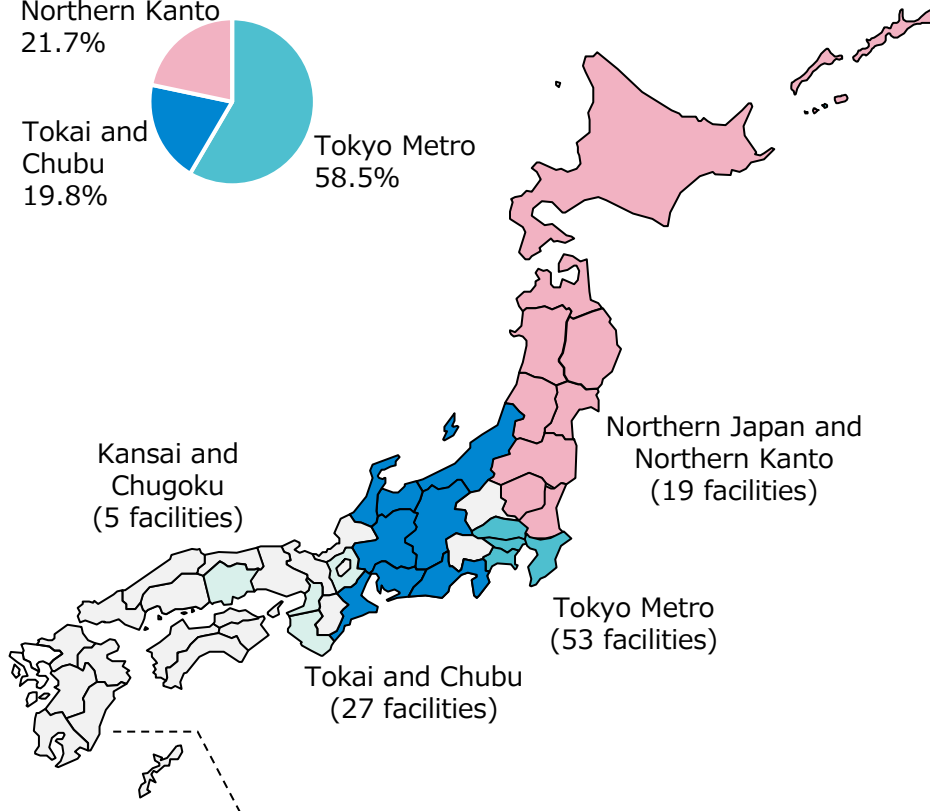 Northern Kanto
21.7%
Tokai and
Chubu
19.8%
Tokyo Metro
58.5%
Northern Japan and
Northern Kanto
(19 facilities)
Kansai and
Chugoku
(5 facilities)
Tokyo Metro
(53 facilities)
Tokai and Chubu
(27 facilities)